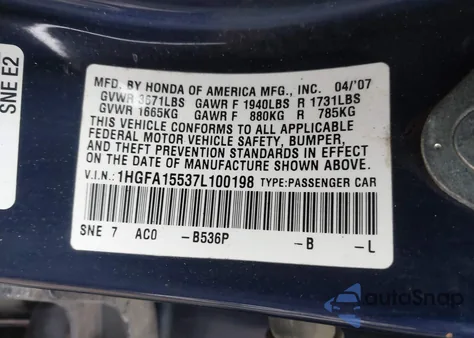 SNE E2
MFD. BY HONDA OF AMERICA MFG., INC. 04/'07
GVWR 3671LBS GAWR F 1940LBS R 1731LBS
GVWR 1665KG GAWR F 880KG R 785KG
THIS VEHICLE CONFORMS TO ALL APPLICABLE
FEDERAL MOTOR VEHICLE SAFETY, BUMPER,
AND THEFT PREVENTION STANDARDS IN EFFECT
ON THE DATE OF MANUFACTURE SHOWN ABOVE.
V.I.N.: 1HGFA15537L100198 TYPE:PASSENGER CAR
SNE 7 AC0 -B536P -B -L
AutoSnap